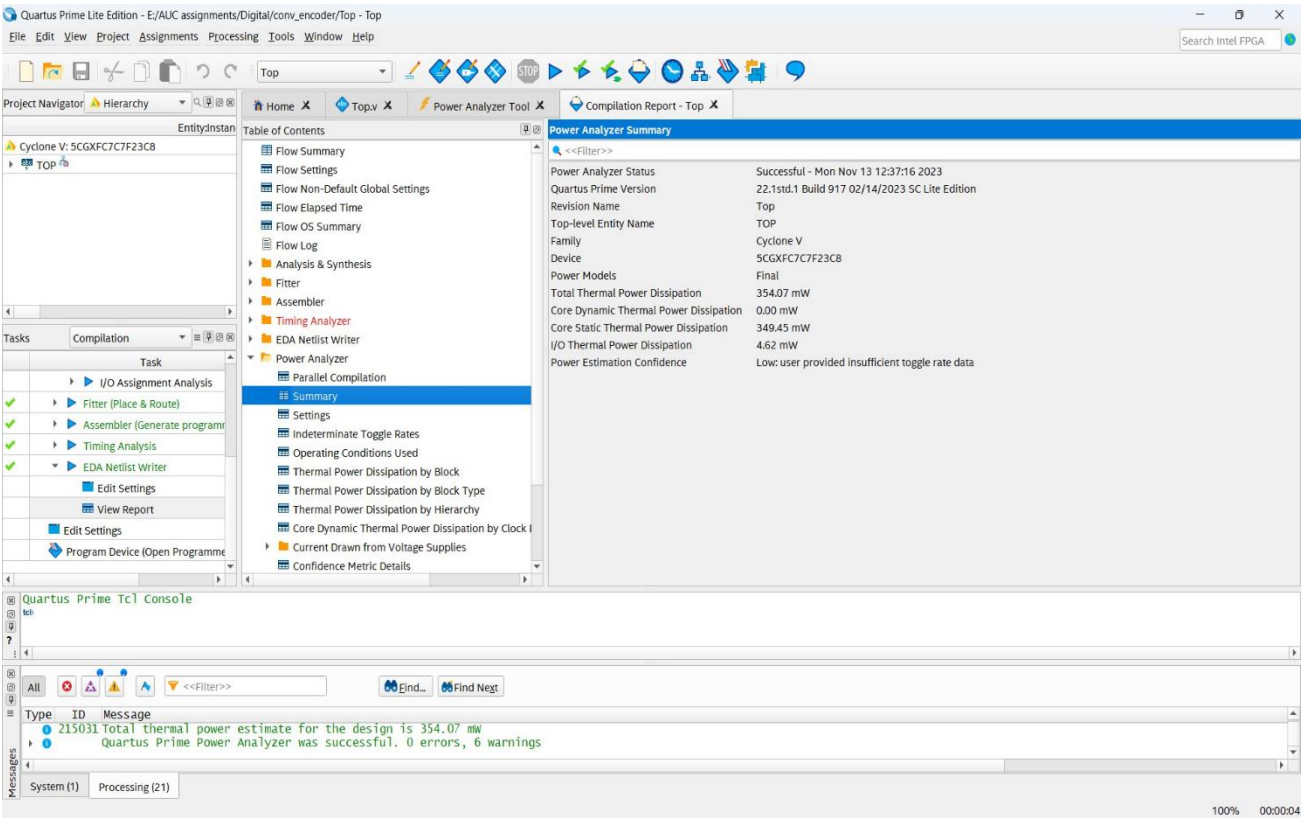 Quartus Prime Lite Edition - E:/AUC assignments/Digital/conv_encoder/Top - Top
File Edit View Project Assignments Processing Tools Window Help
Search Intel FPGA
Top
STOP
Project Navigator Hierarchy
Entity:Instan
Cyclone V: 5CGXFC7C7F23C8
TOP
Tasks Compilation
Task
I/O Assignment Analysis
Fitter (Place & Route)
Assembler (Generate programm
Timing Analysis
EDA Netlist Writer
Edit Settings
View Report
Edit Settings
Program Device (Open Programme
Home X Top.v X Power Analyzer Tool X Compilation Report - Top X
Table of Contents
Flow Summary
Flow Settings
Flow Non-Default Global Settings
Flow Elapsed Time
Flow OS Summary
Flow Log
Analysis & Synthesis
Fitter
Assembler
Timing Analyzer
EDA Netlist Writer
Power Analyzer
Parallel Compilation
Summary
Settings
Indeterminate Toggle Rates
Operating Conditions Used
Thermal Power Dissipation by Block
Thermal Power Dissipation by Block Type
Thermal Power Dissipation by Hierarchy
Core Dynamic Thermal Power Dissipation by Clock
Current Drawn from Voltage Supplies
Confidence Metric Details
Power Analyzer Summary
<<Filter>>
Power Analyzer Status Successful - Mon Nov 13 12:37:16 2023
Quartus Prime Version 22.1std.1 Build 917 02/14/2023 SC Lite Edition
Revision Name Top
Top-level Entity Name TOP
Family Cyclone V
Device 5CGXFC7C7F23C8
Power Models Final
Total Thermal Power Dissipation 354.07 mW
Core Dynamic Thermal Power Dissipation 0.00 mW
Core Static Thermal Power Dissipation 349.45 mW
I/O Thermal Power Dissipation 4.62 mW
Power Estimation Confidence Low: user provided insufficient toggle rate data
Quartus Prime Tcl Console
tcl>
All <<Filter>> Find... Find Next
Type ID Message
215031 Total thermal power estimate for the design is 354.07 mW
Quartus Prime Power Analyzer was successful. 0 errors, 6 warnings
Messages
System (1) Processing (21)
100% 00:00:04